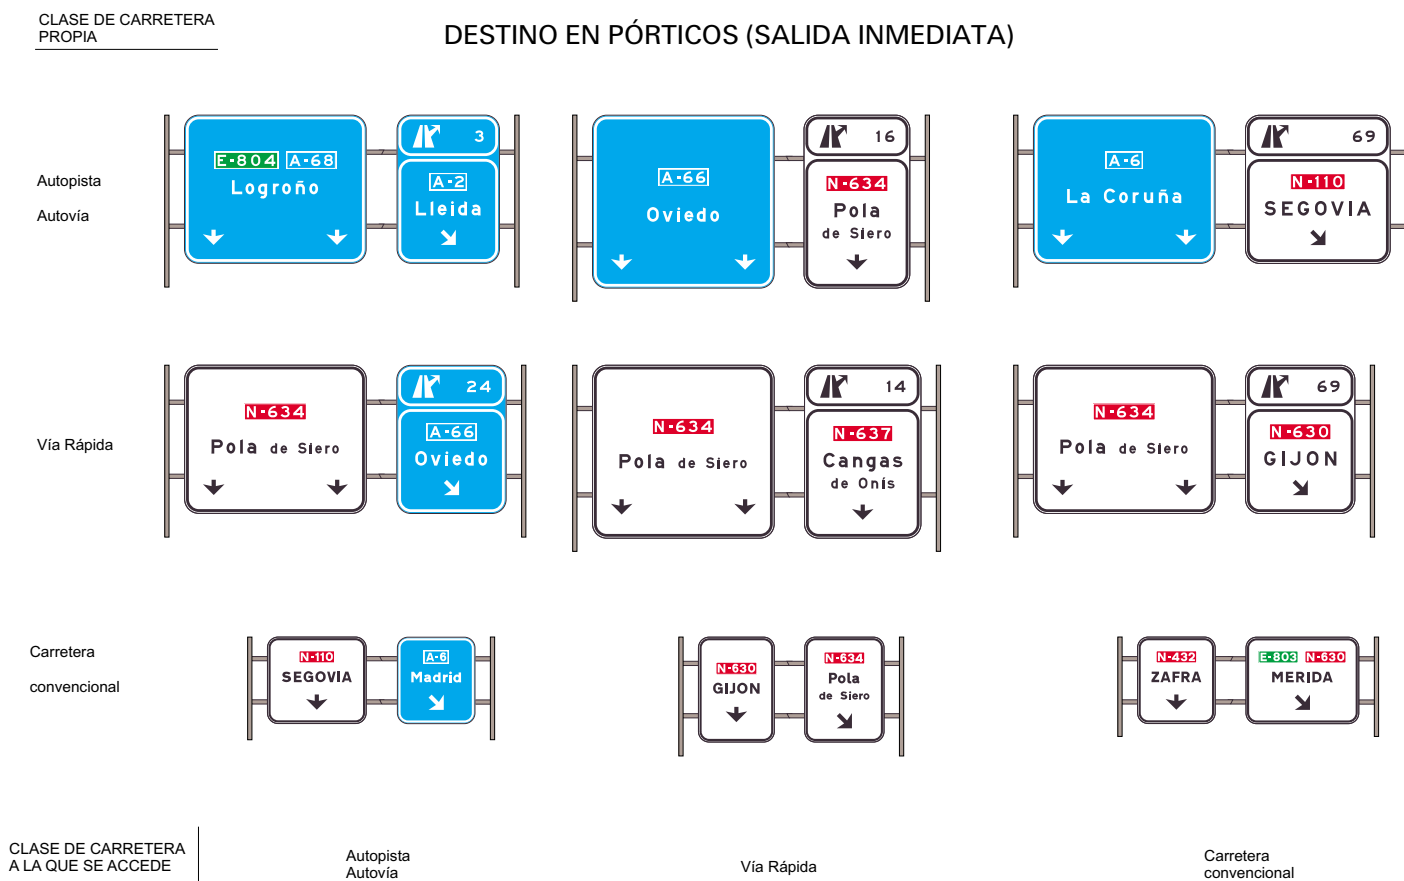 CLASE DE CARRETERA
PROPIA
DESTINO EN PÓRTICOS (SALIDA INMEDIATA)
Autopista
Autovía
E-804 A-68
Logroño
3
A-2
Lleida
A-66
Oviedo
16
N-634
Pola
de Siero
A-6
La Coruña
69
N-110
SEGOVIA
Vía Rápida
N-634
Pola de Siero
24
A-66
Oviedo
N-634
Pola de Siero
14
N-637
Cangas
de Onís
N-634
Pola de Siero
69
N-630
GIJON
Carretera
convencional
N-110
SEGOVIA
A-6
Madrid
N-630
GIJON
N-634
Pola
de Siero
N-432
ZAFRA
E-803 N-630
MERIDA
CLASE DE CARRETERA
A LA QUE SE ACCEDE
Autopista
Autovía
Vía Rápida
Carretera
convencional